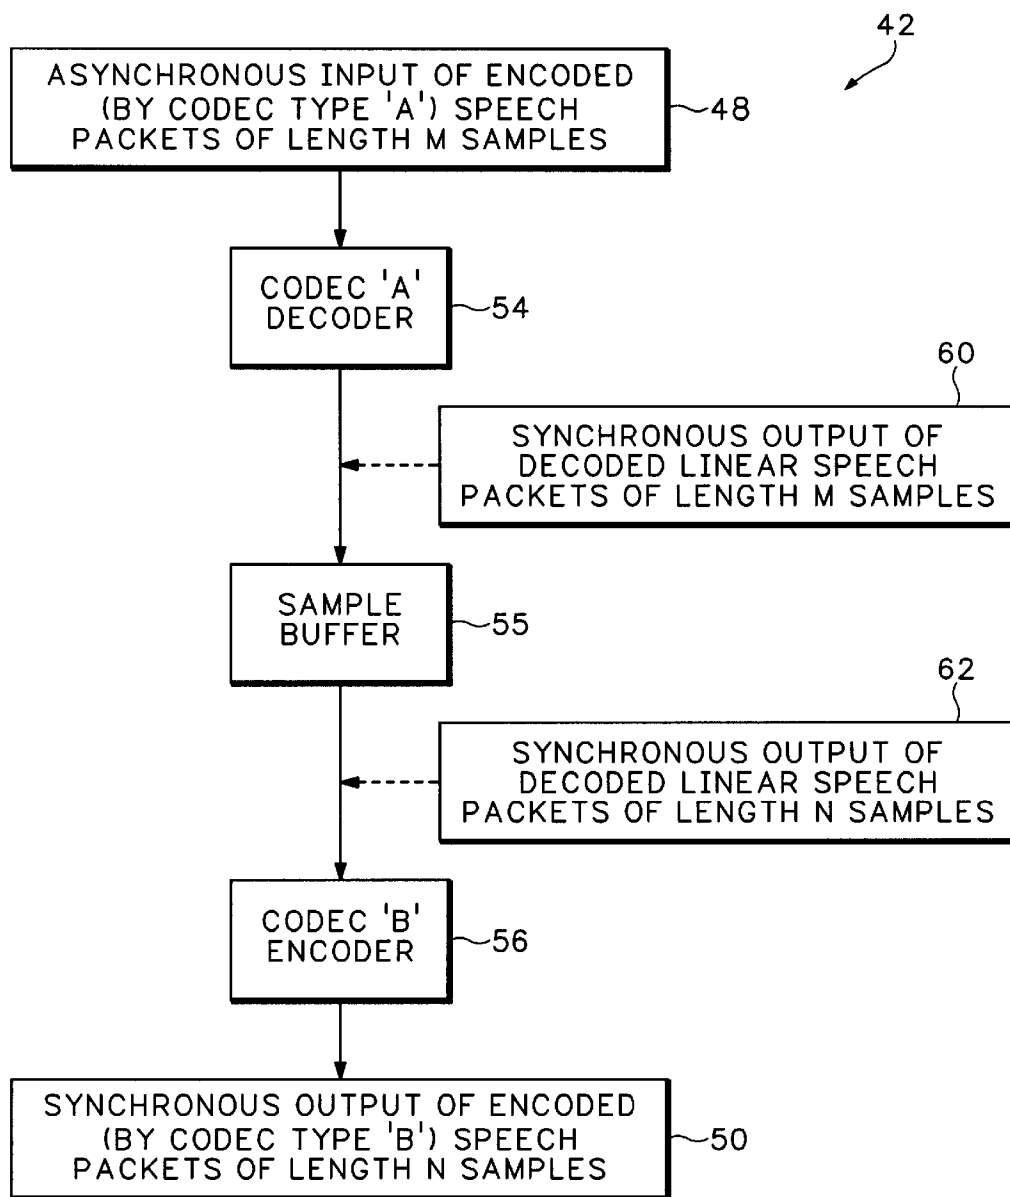 42
ASYNCHRONOUS INPUT OF ENCODED
(BY CODEC TYPE 'A') SPEECH
PACKETS OF LENGTH M SAMPLES
48
CODEC 'A'
DECODER
54
60
SYNCHRONOUS OUTPUT OF
DECODED LINEAR SPEECH
PACKETS OF LENGTH M SAMPLES
SAMPLE
BUFFER
55
62
SYNCHRONOUS OUTPUT OF
DECODED LINEAR SPEECH
PACKETS OF LENGTH N SAMPLES
CODEC 'B'
ENCODER
56
SYNCHRONOUS OUTPUT OF ENCODED
(BY CODEC TYPE 'B') SPEECH
PACKETS OF LENGTH N SAMPLES
50